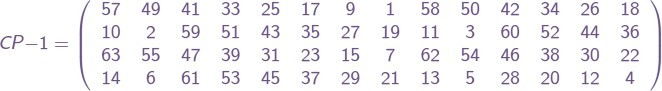 57 49 41 33 25 17 9 1 58 50 42 34 26 18
10 2 59 51 43 35 27 19 11 3 60 52 44 36
CP−1 = 63 55 47 39 31 23 15 7 62 54 46 38 30 22
14 6 61 53 45 37 29 21 13 5 28 20 12 4